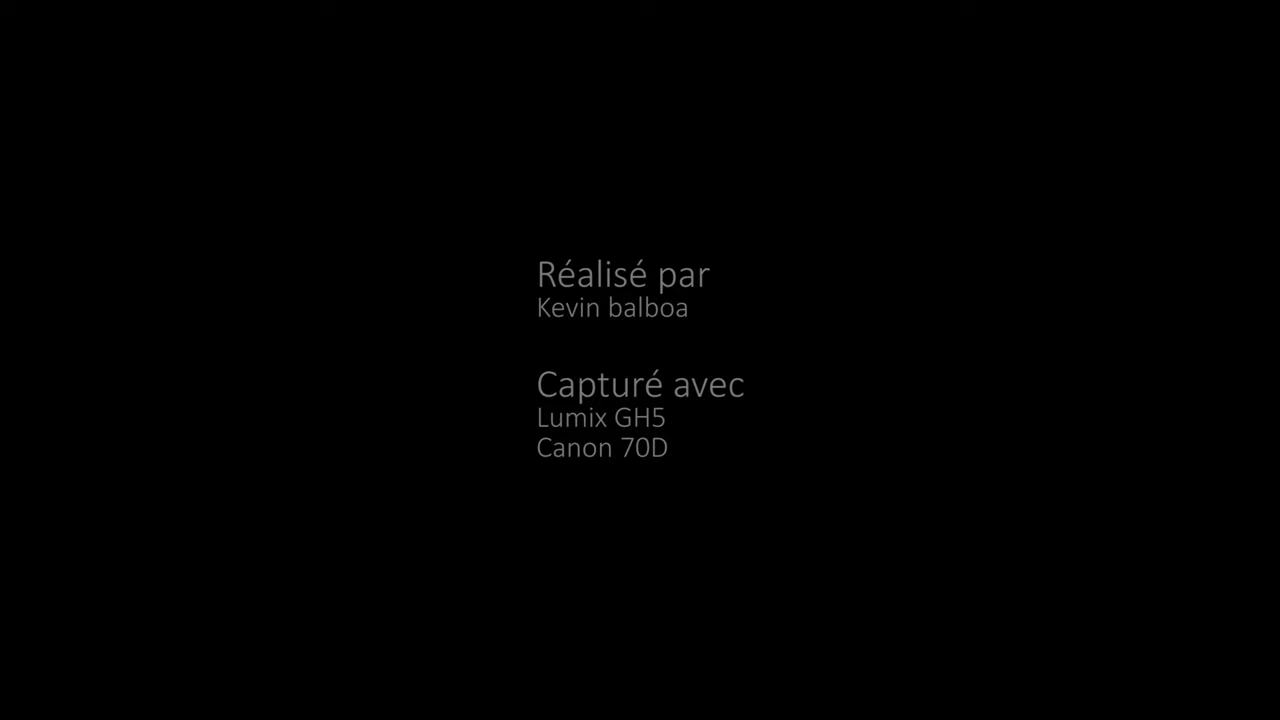 Réalisé par
Kevin balboa
Capturé avec
Lumix GH5
Canon 70D